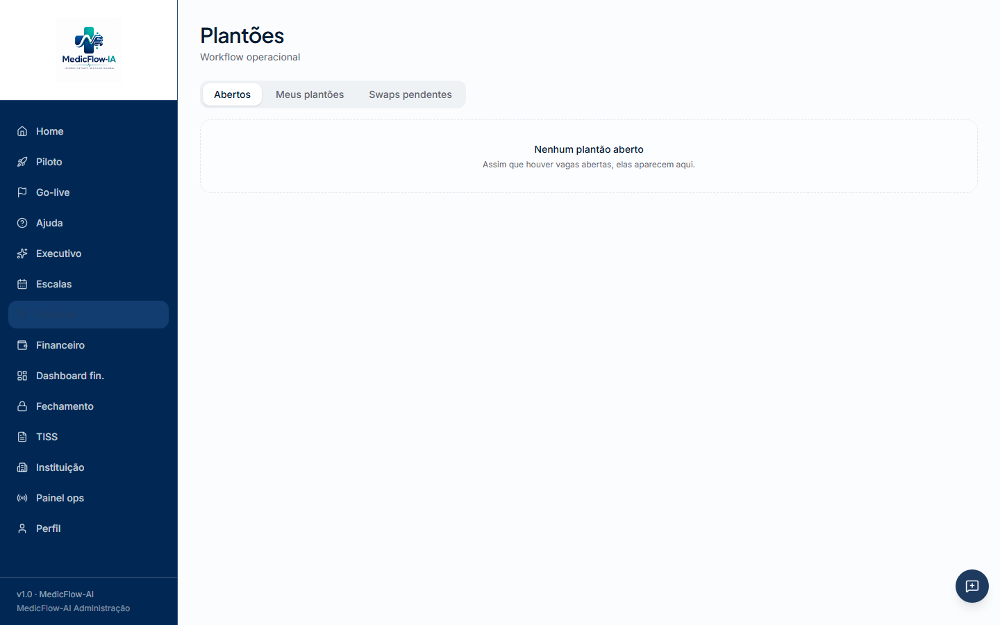 MedicFlow-IA
Home
Piloto
Go-live
Ajuda
Executivo
Escalas
Financeiro
Dashboard fin.
Fechamento
TISS
Instituição
Painel ops
Perfil
v1.0 · MedicFlow-AI
MedicFlow-AI Administração
Plantões
Workflow operacional
Abertos
Meus plantões
Swaps pendentes
Nenhum plantão aberto
Assim que houver vagas abertas, elas aparecem aqui.